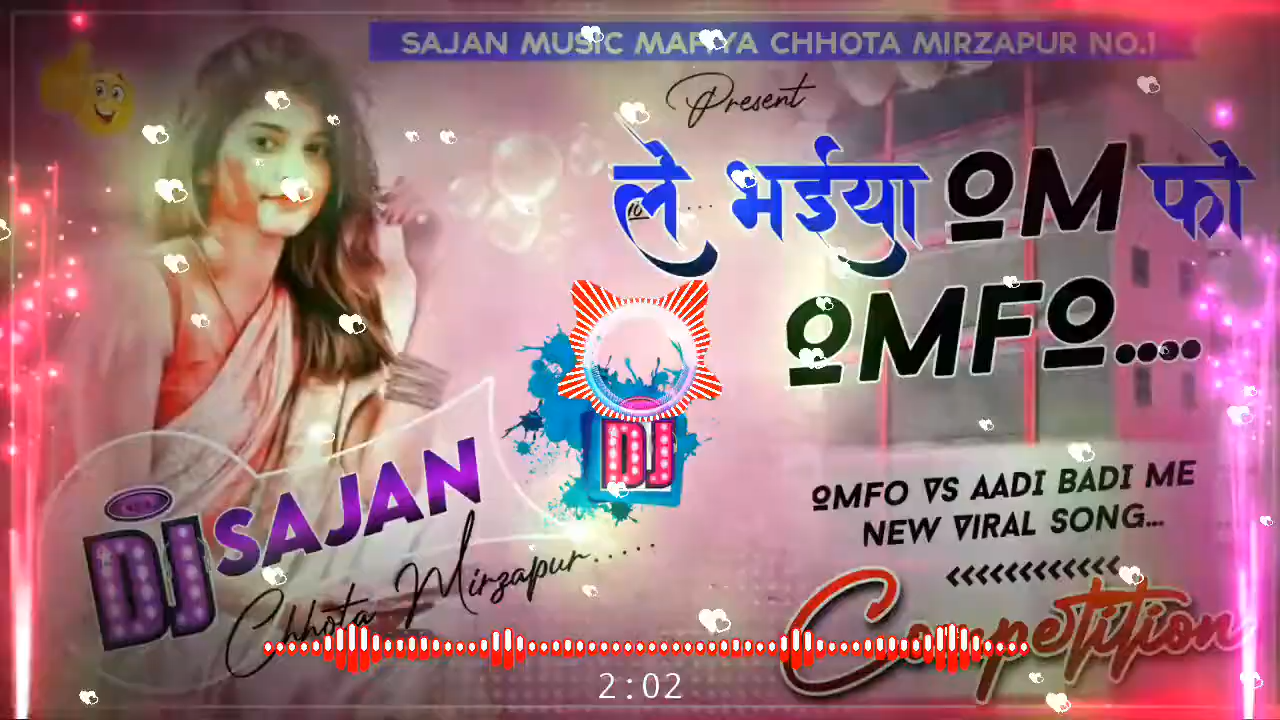 SAJAN MUSIC MAFIYA CHHOTA MIRZAPUR NO.1
Present
ले भईया OM फो
OMFO....
DJ
DJ SAJAN
Chhota Mirzapur.....
OMFO VS AADI BADI ME
NEW VIRAL SONG...
<<<<<<<<<<<<
Competition
2:02